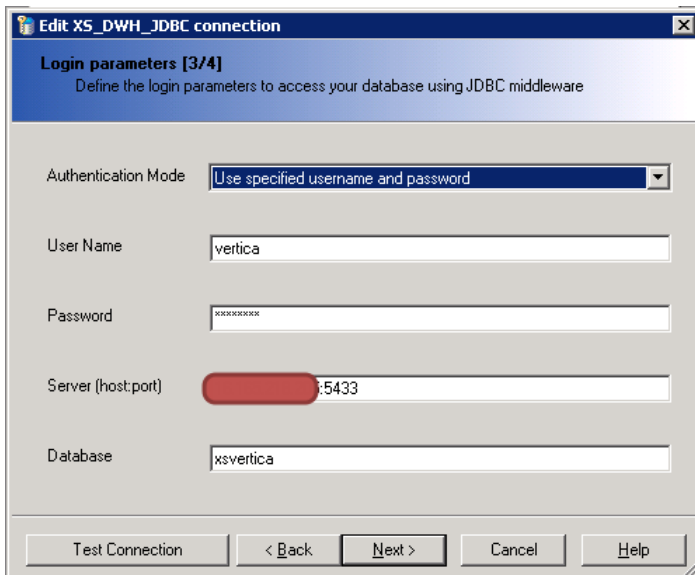 Edit XS_DWH_JDBC connection
Login parameters [3/4]
Define the login parameters to access your database using JDBC middleware
Authentication Mode
Use specified username and password
User Name
vertica
Password
********
Server (host:port)
:5433
Database
xsvertica
Test Connection
< Back
Next >
Cancel
Help